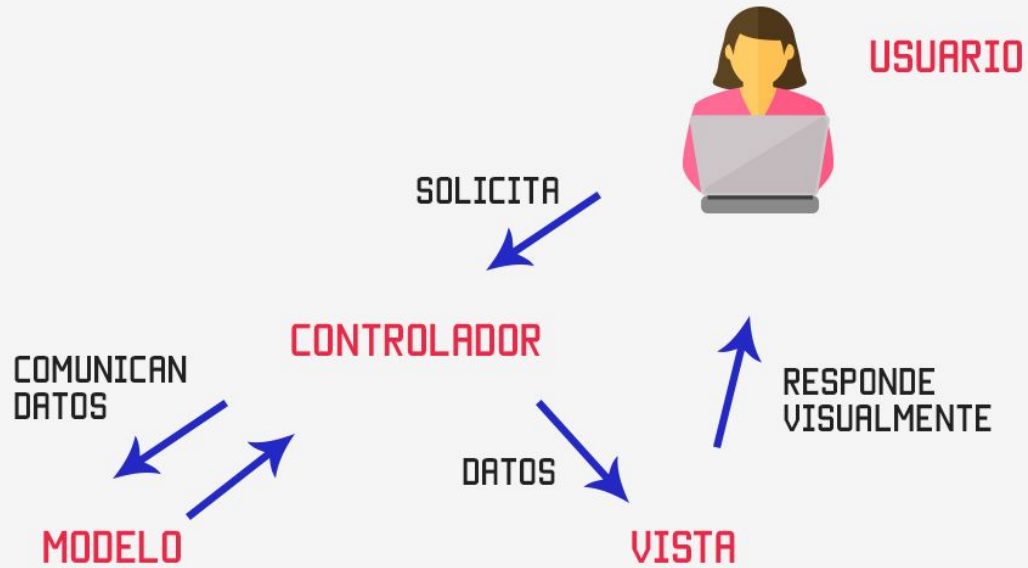 USUARIO
SOLICITA
CONTROLADOR
COMUNICAN
DATOS
RESPONDE
VISUALMENTE
DATOS
MODELO
VISTA